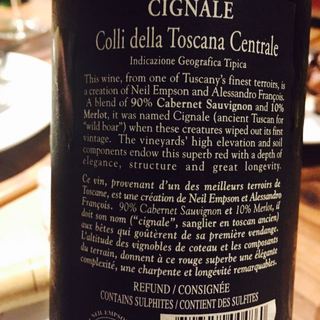 CIGNALE
Colli della Toscana Centrale
Indicazione Geografica Tipica
This wine, from one of Tuscany's finest terroirs, is
a creation of Neil Empson and Alessandro François.
A blend of 90% Cabernet Sauvignon and 10%
Merlot, it was named Cignale (ancient Tuscan for
"wild boar") when these creatures wiped out its first
vintage. The vineyards' high elevation and soil
components endow this superb red with a depth of
elegance, structure and great longevity.
Ce vin, provenant d'un des meilleurs terroirs de
Toscane, est une création de Neil Empson et Alessandro
François. 90% Cabernet Sauvignon et 10% Merlot, il
doit son nom ("cignale", sanglier en toscan ancien)
aux bêtes qui goûtèrent de sa première vendange.
L'altitude des vignobles de coteau et les composants
du terrain, donnent à ce rouge superbe une élégante
complexité, une charpente et longévité remarquables.
REFUND / CONSIGNÉE
CONTAINS SULPHITES / CONTIENT DES SULFITES
NEIL EMPSON